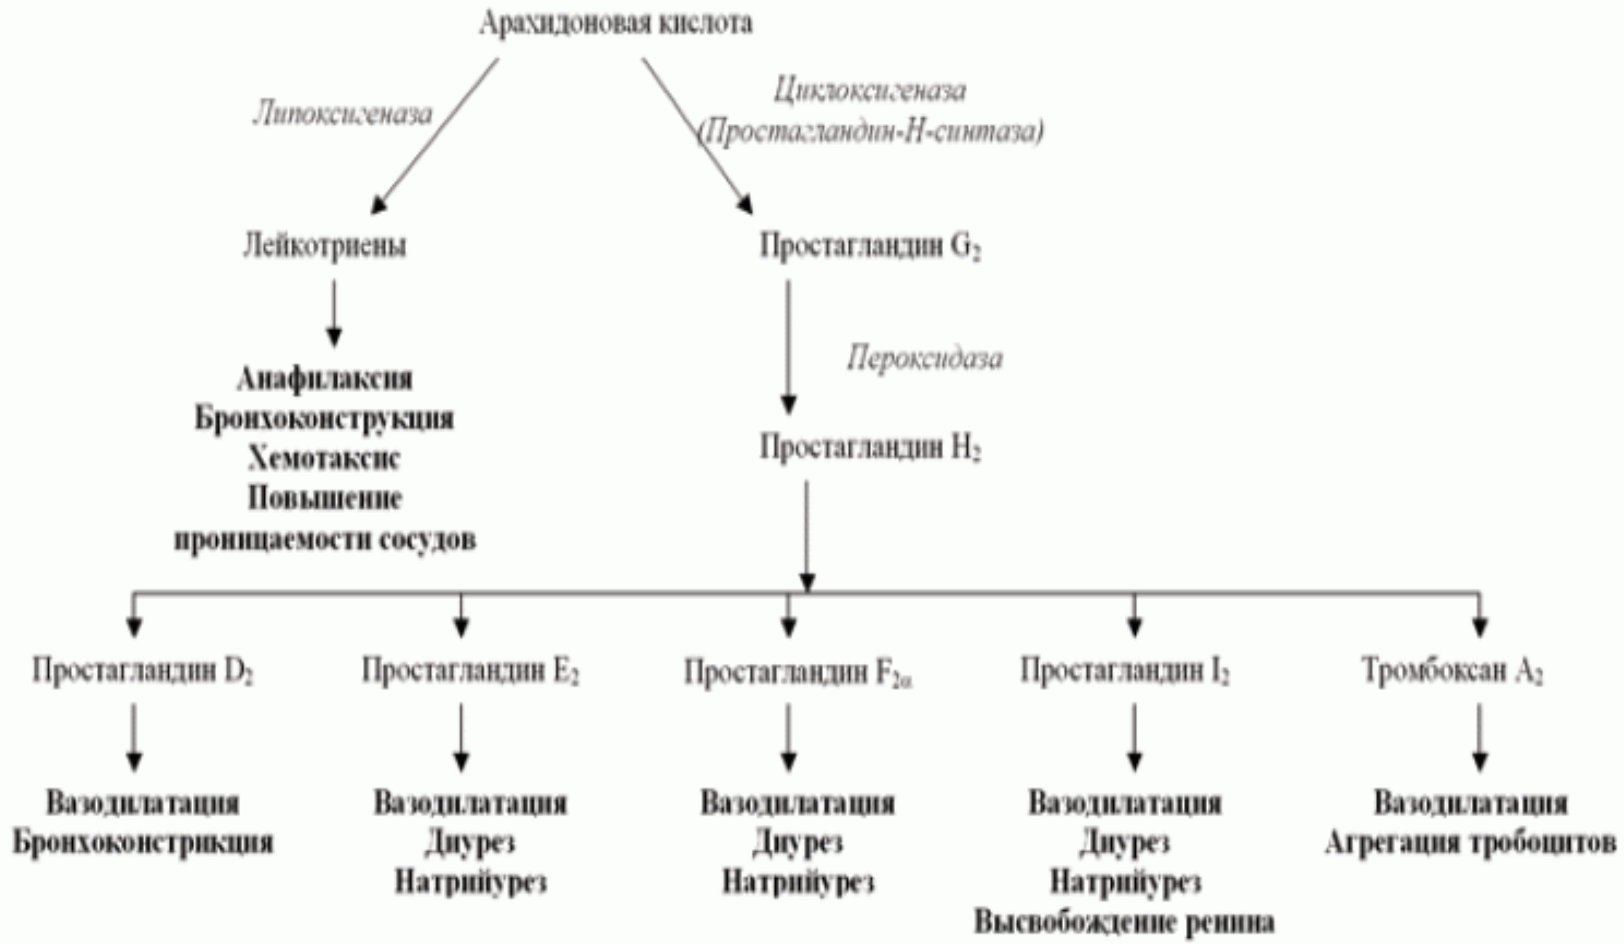 Арахидоновая кислота
Липоксигеназа
Циклоксигеназа
(Простагландин-Н-синтаза)
Лейкотриены
Простагландин G₂
Анафилаксия
Бронхоконструкция
Хемотаксис
Повышение
проницаемости сосудов
Пероксидаза
Простагландин H₂
Простагландин D₂
Простагландин E₂
Простагландин F₂α
Простагландин I₂
Тромбоксан A₂
Вазодилатация
Бронхоконстрикция
Вазодилатация
Диурез
Натрийурез
Вазодилатация
Диурез
Натрийурез
Вазодилатация
Диурез
Натрийурез
Высвобождение ренина
Вазодилатация
Агрегация тробоцитов